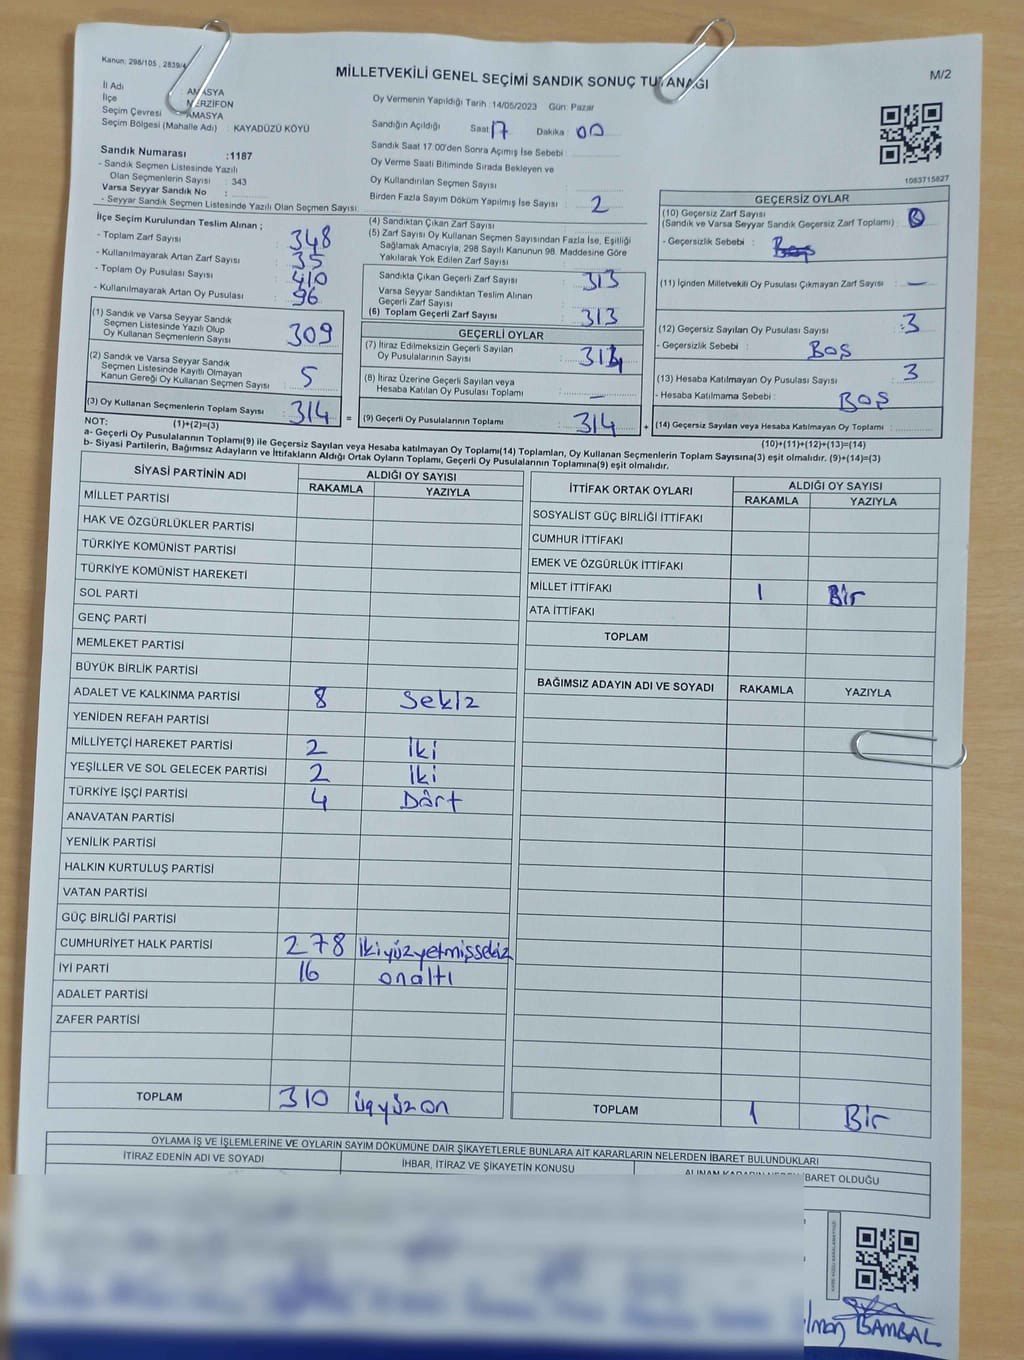 Kanun: 298/105 , 2839/4
MİLLETVEKİLİ GENEL SEÇİMİ SANDIK SONUÇ TUTANAĞI
M/2
İl Adı : AMASYA
İlçe : MERZİFON
Seçim Çevresi : AMASYA
Seçim Bölgesi (Mahalle Adı) : KAYADÜZÜ KÖYÜ
Sandık Numarası :1187
- Sandık Seçmen Listesinde Yazılı
Olan Seçmenlerin Sayısı : 343
Varsa Seyyar Sandık No :
- Seyyar Sandık Seçmen Listesinde Yazılı Olan Seçmen Sayısı:
Oy Vermenin Yapıldığı Tarih :14/05/2023 Gün: Pazar
Sandığın Açıldığı Saat: 17 Dakika : 00
Sandık Saat 17:00'den Sonra Açımış İse Sebebi :
Oy Verme Saati Bitiminde Sırada Bekleyen ve
Oy Kullandırılan Seçmen Sayısı :
Birden Fazla Sayım Döküm Yapılmış İse Sayısı : 2
1083715827
İlçe Seçim Kurulundan Teslim Alınan ;
- Toplam Zarf Sayısı : 348
- Kullanılmayarak Artan Zarf Sayısı : 35
- Toplam Oy Pusulası Sayısı : 410
- Kullanılmayarak Artan Oy Pusulası : 96
(1) Sandık ve Varsa Seyyar Sandık
Seçmen Listesinde Yazılı Olup
Oy Kullanan Seçmenlerin Sayısı : 309
(2) Sandık ve Varsa Seyyar Sandık
Seçmen Listesinde Kayıtlı Olmayan
Kanun Gereği Oy Kullanan Seçmen Sayısı : 5
(3) Oy Kullanan Seçmenlerin Toplam Sayısı : 314
(1)+(2)=(3)
(4) Sandıktan Çıkan Zarf Sayısı :
(5) Zarf Sayısı Oy Kullanan Seçmen Sayısından Fazla İse, Eşitliği
Sağlamak Amacıyla, 298 Sayılı Kanunun 98. Maddesine Göre
Yakılarak Yok Edilen Zarf Sayısı :
Sandıkta Çıkan Geçerli Zarf Sayısı : 313
Varsa Seyyar Sandıktan Teslim Alınan
Geçerli Zarf Sayısı :
(6) Toplam Geçerli Zarf Sayısı : 313
GEÇERLİ OYLAR
(7) İtiraz Edilmeksizin Geçerli Sayılan
Oy Pusulalarının Sayısı : 314
(8) İtiraz Üzerine Geçerli Sayılan veya
Hesaba Katılan Oy Pusulası Toplamı : —
= (9) Geçerli Oy Pusulalarının Toplamı : 314 +
GEÇERSİZ OYLAR
(10) Geçersiz Zarf Sayısı
(Sandık ve Varsa Seyyar Sandık Geçersiz Zarf Toplamı) : 0
- Geçersizlik Sebebi : Boş
(11) İçinden Milletvekili Oy Pusulası Çıkmayan Zarf Sayısı : —
(12) Geçersiz Sayılan Oy Pusulası Sayısı : 3
- Geçersizlik Sebebi : BOŞ
(13) Hesaba Katılmayan Oy Pusulası Sayısı : 3
- Hesaba Katılmama Sebebi : BOŞ
(14) Geçersiz Sayılan veya Hesaba Katılmayan Oy Pusulası Toplamı :
(10)+(11)+(12)+(13)=(14)
NOT:
a- Geçerli Oy Pusulalarının Toplamı(9) ile Geçersiz Sayılan veya Hesaba katılmayan Oy Toplamı(14) Toplamları, Oy Kullanan Seçmenlerin Toplam Sayısına(3) eşit olmalıdır. (9)+(14)=(3)
b- Siyasi Partilerin, Bağımsız Adayların ve İttifakların Aldığı Ortak Oyların Toplamı, Geçerli Oy Pusulalarının Toplamına(9) eşit olmalıdır.
SİYASİ PARTİNİN ADI ALDIĞI OY SAYISI
RAKAMLA YAZIYLA
MİLLET PARTİSİ
HAK VE ÖZGÜRLÜKLER PARTİSİ
TÜRKİYE KOMÜNİST PARTİSİ
TÜRKİYE KOMÜNİST HAREKETİ
SOL PARTİ
GENÇ PARTİ
MEMLEKET PARTİSİ
BÜYÜK BİRLİK PARTİSİ
ADALET VE KALKINMA PARTİSİ 8 Sekiz
YENİDEN REFAH PARTİSİ
MİLLİYETÇİ HAREKET PARTİSİ 2 İki
YEŞİLLER VE SOL GELECEK PARTİSİ 2 İki
TÜRKİYE İŞÇİ PARTİSİ 4 Dört
ANAVATAN PARTİSİ
YENİLİK PARTİSİ
HALKIN KURTULUŞ PARTİSİ
VATAN PARTİSİ
GÜÇ BİRLİĞİ PARTİSİ
CUMHURİYET HALK PARTİSİ 278 İkiyüzyetmişsekiz
İYİ PARTİ 16 onaltı
ADALET PARTİSİ
ZAFER PARTİSİ
TOPLAM 310 üçyüzon
İTTİFAK ORTAK OYLARI ALDIĞI OY SAYISI
RAKAMLA YAZIYLA
SOSYALİST GÜÇ BİRLİĞİ İTTİFAKI
CUMHUR İTTİFAKI
EMEK VE ÖZGÜRLÜK İTTİFAKI
MİLLET İTTİFAKI 1 Bir
ATA İTTİFAKI
TOPLAM
BAĞIMSIZ ADAYIN ADI VE SOYADI RAKAMLA YAZIYLA
TOPLAM 1 Bir
OYLAMA İŞ VE İŞLEMLERİNE VE OYLARIN SAYIM DÖKÜMÜNE DAİR ŞİKAYETLERLE BUNLARA AİT KARARLARIN NELERDEN İBARET BULUNDUKLARI
İTİRAZ EDENİN ADI VE SOYADI İHBAR, İTİRAZ VE ŞİKAYETİN KONUSU ALINAN KARARIN NEDEN İBARET OLDUĞU
BAMBAL